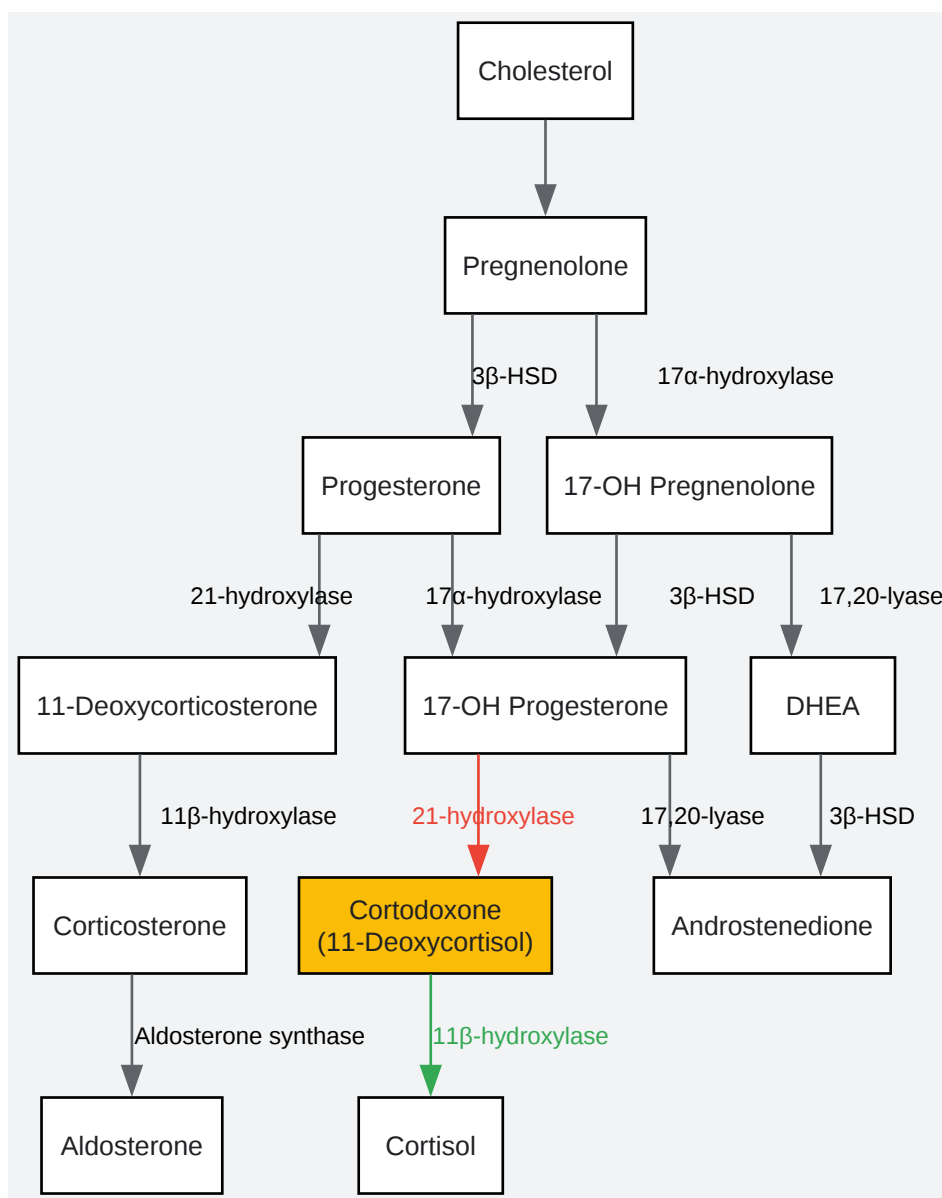 Cholesterol
Pregnenolone
3β-HSD
17α-hydroxylase
Progesterone
17-OH Pregnenolone
21-hydroxylase
17α-hydroxylase
3β-HSD
17,20-lyase
11-Deoxycorticosterone
17-OH Progesterone
DHEA
11β-hydroxylase
21-hydroxylase
17,20-lyase
3β-HSD
Corticosterone
Cortodoxone
(11-Deoxycortisol)
Androstenedione
Aldosterone synthase
11β-hydroxylase
Aldosterone
Cortisol